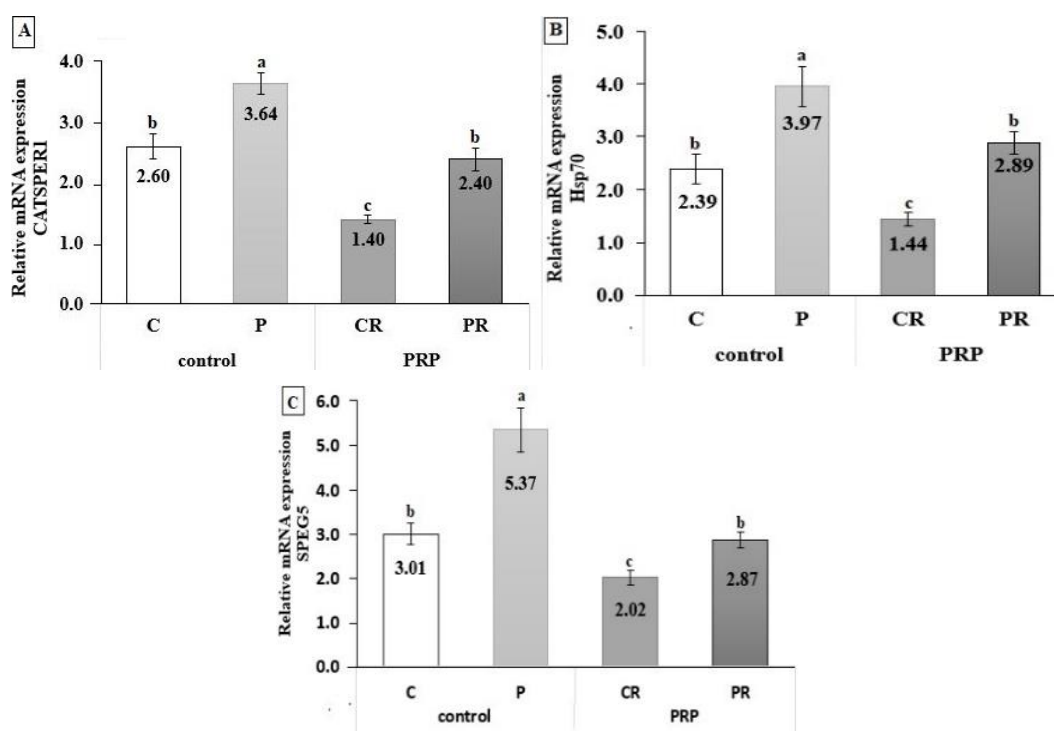 A
Relative mRNA expression
CATSPER1
4.0
3.0
2.0
1.0
0.0
b
a
c
b
2.60
3.64
1.40
2.40
C P CR PR
control PRP
B
Relative mRNA expression
Hsp70
5.0
4.0
3.0
2.0
1.0
0.0
b
a
c
b
2.39
3.97
1.44
2.89
C P CR PR
control PRP
C
Relative mRNA expression
SPEG5
6.0
5.0
4.0
3.0
2.0
1.0
0.0
b
a
c
b
3.01
5.37
2.02
2.87
C P CR PR
control PRP